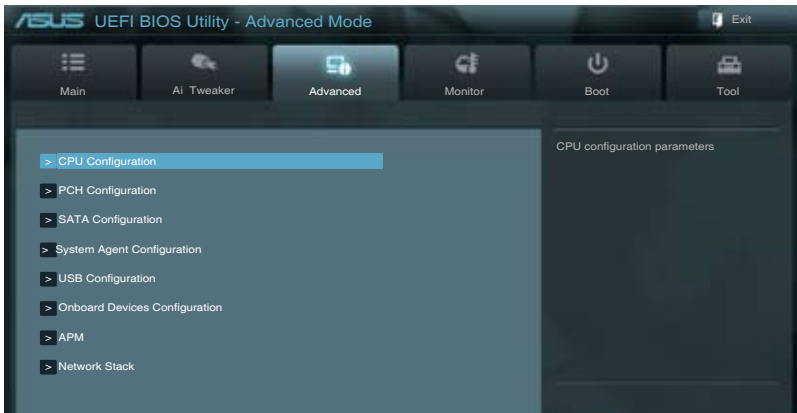 ASUS UEFI BIOS Utility - Advanced Mode
Exit
Main
Ai Tweaker
Advanced
Monitor
Boot
Tool
> CPU Configuration
> PCH Configuration
> SATA Configuration
> System Agent Configuration
> USB Configuration
> Onboard Devices Configuration
> APM
> Network Stack
CPU configuration parameters